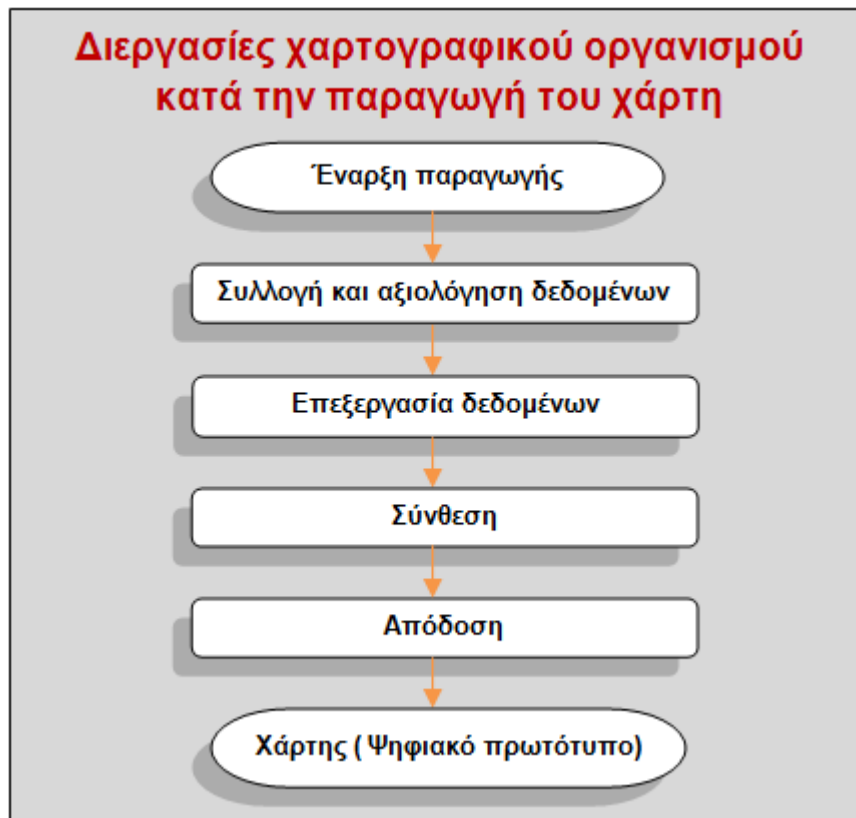 Διεργασίες χαρτογραφικού οργανισμού
κατά την παραγωγή του χάρτη
Έναρξη παραγωγής
Συλλογή και αξιολόγηση δεδομένων
Επεξεργασία δεδομένων
Σύνθεση
Απόδοση
Χάρτης ( Ψηφιακό πρωτότυπο)